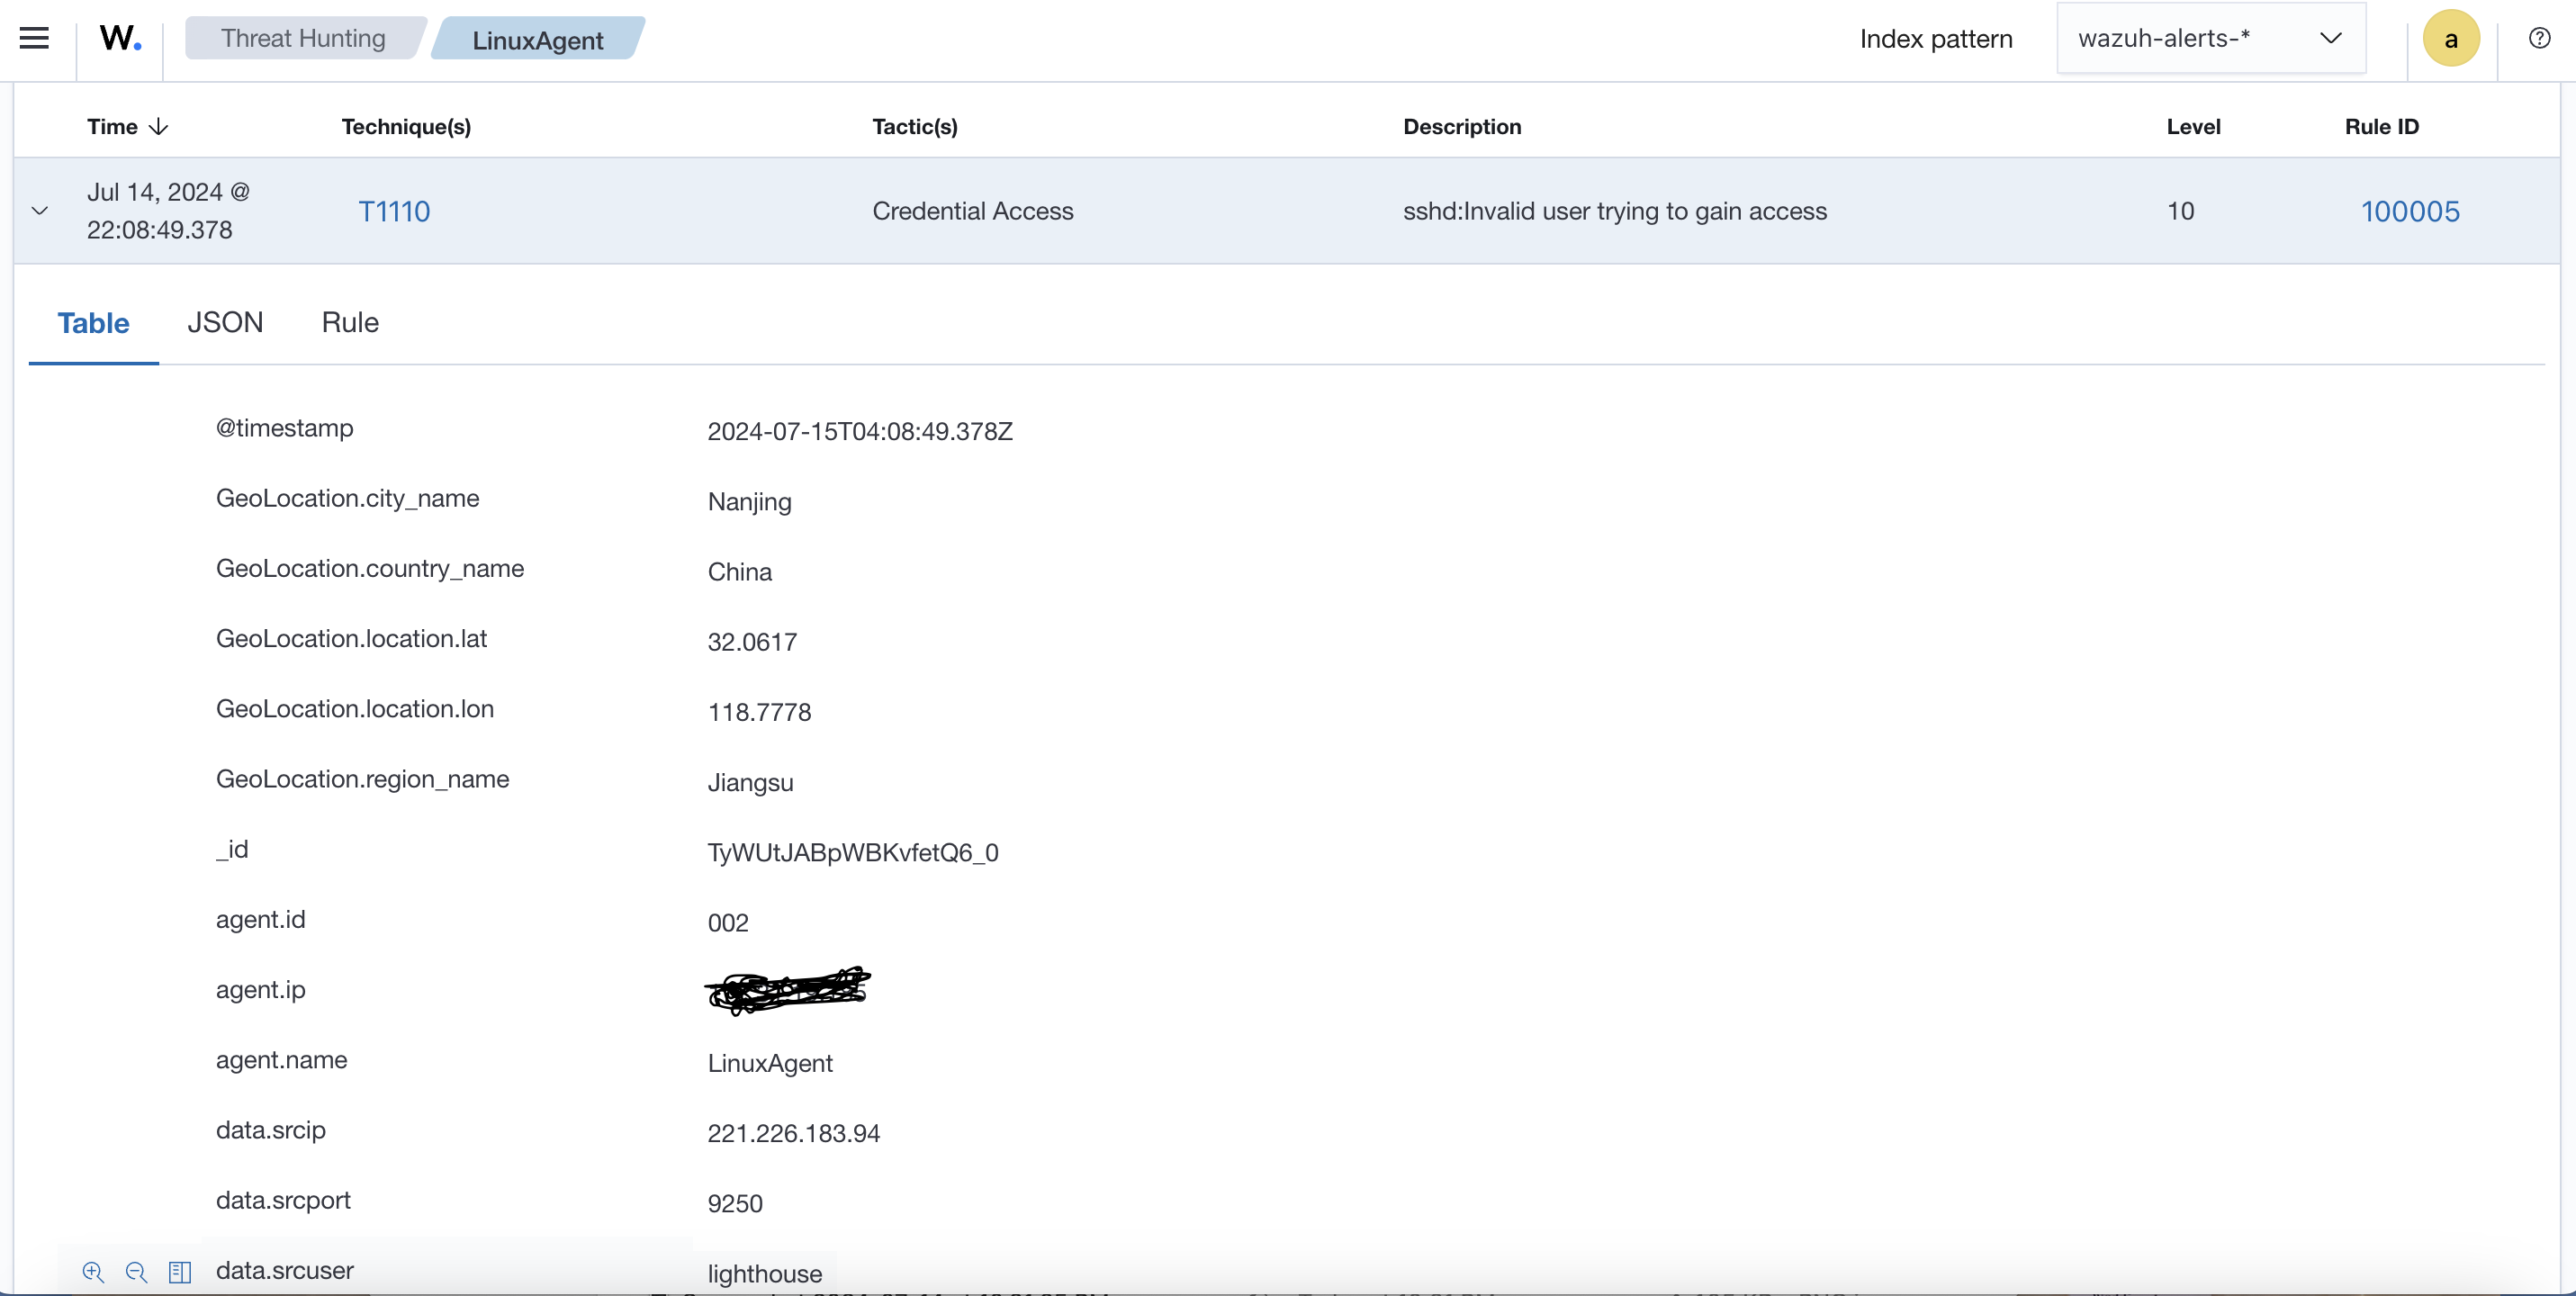 W. Threat Hunting LinuxAgent Index pattern wazuh-alerts-* a
Time Technique(s) Tactic(s) Description Level Rule ID
Jul 14, 2024 @
22:08:49.378 T1110 Credential Access sshd:Invalid user trying to gain access 10 100005
Table JSON Rule
@timestamp 2024-07-15T04:08:49.378Z
GeoLocation.city_name Nanjing
GeoLocation.country_name China
GeoLocation.location.lat 32.0617
GeoLocation.location.lon 118.7778
GeoLocation.region_name Jiangsu
_id TyWUtJABpWBKvfetQ6_0
agent.id 002
agent.ip
agent.name LinuxAgent
data.srcip 221.226.183.94
data.srcport 9250
data.srcuser lighthouse